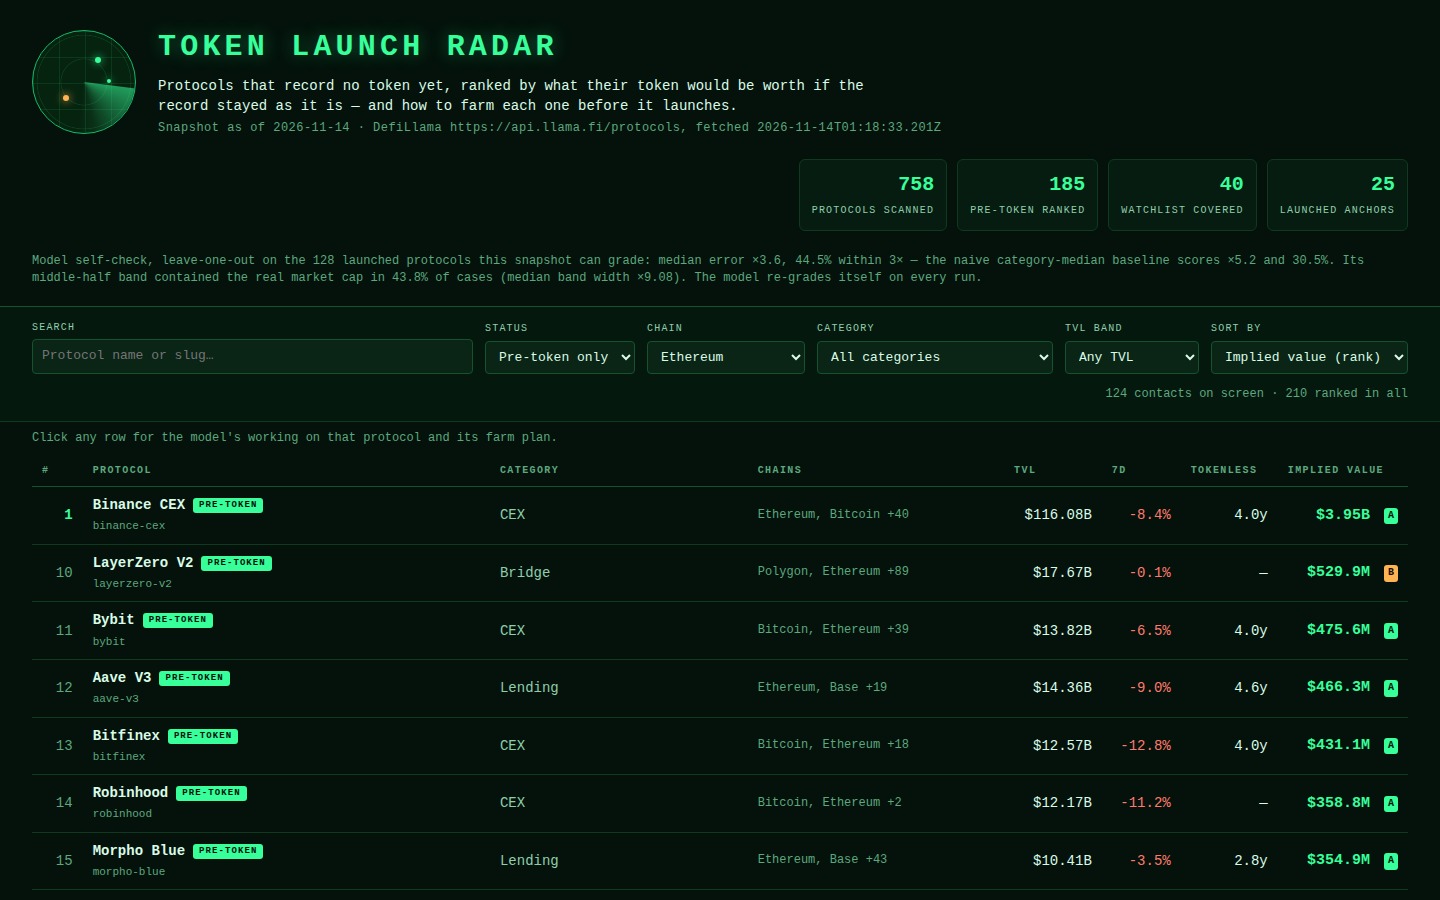 TOKEN LAUNCH RADAR
Protocols that record no token yet, ranked by what their token would be worth if the
record stayed as it is — and how to farm each one before it launches.
Snapshot as of 2026-11-14 · DefiLlama https://api.llama.fi/protocols, fetched 2026-11-14T01:18:33.201Z
758 185 40 25
PROTOCOLS SCANNED PRE-TOKEN RANKED WATCHLIST COVERED LAUNCHED ANCHORS
Model self-check, leave-one-out on the 128 launched protocols this snapshot can grade: median error ×3.6, 44.5% within 3× — the naive category-median baseline scores ×5.2 and 30.5%. Its
middle-half band contained the real market cap in 43.8% of cases (median band width ×9.08). The model re-grades itself on every run.
SEARCH STATUS CHAIN CATEGORY TVL BAND SORT BY
Protocol name or slug… Pre-token only Ethereum All categories Any TVL Implied value (rank)
124 contacts on screen · 210 ranked in all
Click any row for the model's working on that protocol and its farm plan.
# PROTOCOL CATEGORY CHAINS TVL 7D TOKENLESS IMPLIED VALUE
1 Binance CEX PRE-TOKEN CEX Ethereum, Bitcoin +40 $116.08B -8.4% 4.0y $3.95B A
binance-cex
10 LayerZero V2 PRE-TOKEN Bridge Polygon, Ethereum +89 $17.67B -0.1% — $529.9M B
layerzero-v2
11 Bybit PRE-TOKEN CEX Bitcoin, Ethereum +39 $13.82B -6.5% 4.0y $475.6M A
bybit
12 Aave V3 PRE-TOKEN Lending Ethereum, Base +19 $14.36B -9.0% 4.6y $466.3M A
aave-v3
13 Bitfinex PRE-TOKEN CEX Bitcoin, Ethereum +18 $12.57B -12.8% 4.0y $431.1M A
bitfinex
14 Robinhood PRE-TOKEN CEX Bitcoin, Ethereum +2 $12.17B -11.2% — $358.8M A
robinhood
15 Morpho Blue PRE-TOKEN Lending Ethereum, Base +43 $10.41B -3.5% 2.8y $354.9M A
morpho-blue